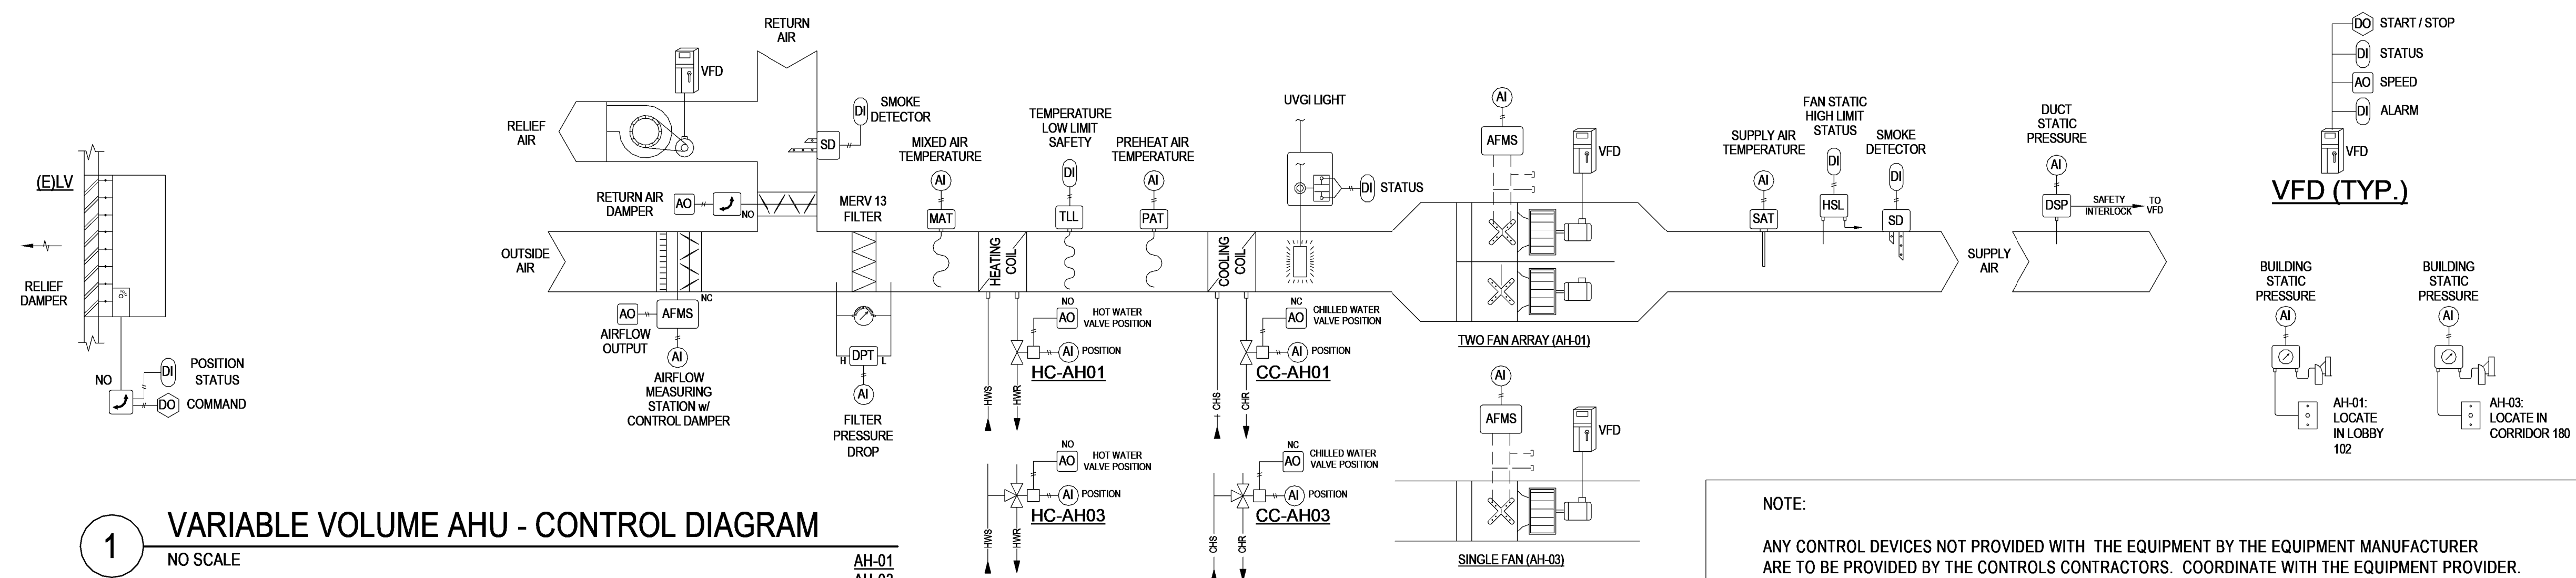 RETURN
AIR
VFD
RELIEF
AIR
DI
SMOKE
DETECTOR
SD
RETURN AIR
DAMPER
AO
NO
MERV 13
FILTER
OUTSIDE
AIR
NC
AO
AFMS
AIRFLOW
OUTPUT
AI
AIRFLOW
MEASURING
STATION w/
CONTROL DAMPER
H
DPT
L
AI
FILTER
PRESSURE
DROP
(E)LV
RELIEF
DAMPER
NO
DI
POSITION
STATUS
DO
COMMAND
MIXED AIR
TEMPERATURE
AI
MAT
TEMPERATURE
LOW LIMIT
SAFETY
DI
TLL
PREHEAT AIR
TEMPERATURE
AI
PAT
HEATING
COIL
COOLING
COIL
UVGI LIGHT
DI
STATUS
NO
AO
HOT WATER
VALVE POSITION
AI
POSITION
HC-AH01
HWS
HWR
NC
AO
CHILLED WATER
VALVE POSITION
AI
POSITION
CC-AH01
CHS
CHR
NO
AO
HOT WATER
VALVE POSITION
AI
POSITION
HC-AH03
HWS
HWR
NC
AO
CHILLED WATER
VALVE POSITION
AI
POSITION
CC-AH03
CHS
CHR
AI
AFMS
VFD
TWO FAN ARRAY (AH-01)
AI
AFMS
VFD
SINGLE FAN (AH-03)
SUPPLY AIR
TEMPERATURE
AI
SAT
FAN STATIC
HIGH LIMIT
STATUS
DI
HSL
SMOKE
DETECTOR
DI
SD
SUPPLY
AIR
DUCT
STATIC
PRESSURE
AI
DSP
SAFETY
INTERLOCK
TO
VFD
DO
START / STOP
DI
STATUS
AO
SPEED
DI
ALARM
VFD
VFD (TYP.)
BUILDING
STATIC
PRESSURE
AI
AH-01:
LOCATE
IN LOBBY
102
BUILDING
STATIC
PRESSURE
AI
AH-03:
LOCATE IN
CORRIDOR 180
1
VARIABLE VOLUME AHU - CONTROL DIAGRAM
NO SCALE
AH-01
AH-03
NOTE:
ANY CONTROL DEVICES NOT PROVIDED WITH THE EQUIPMENT BY THE EQUIPMENT MANUFACTURER
ARE TO BE PROVIDED BY THE CONTROLS CONTRACTORS. COORDINATE WITH THE EQUIPMENT PROVIDER.